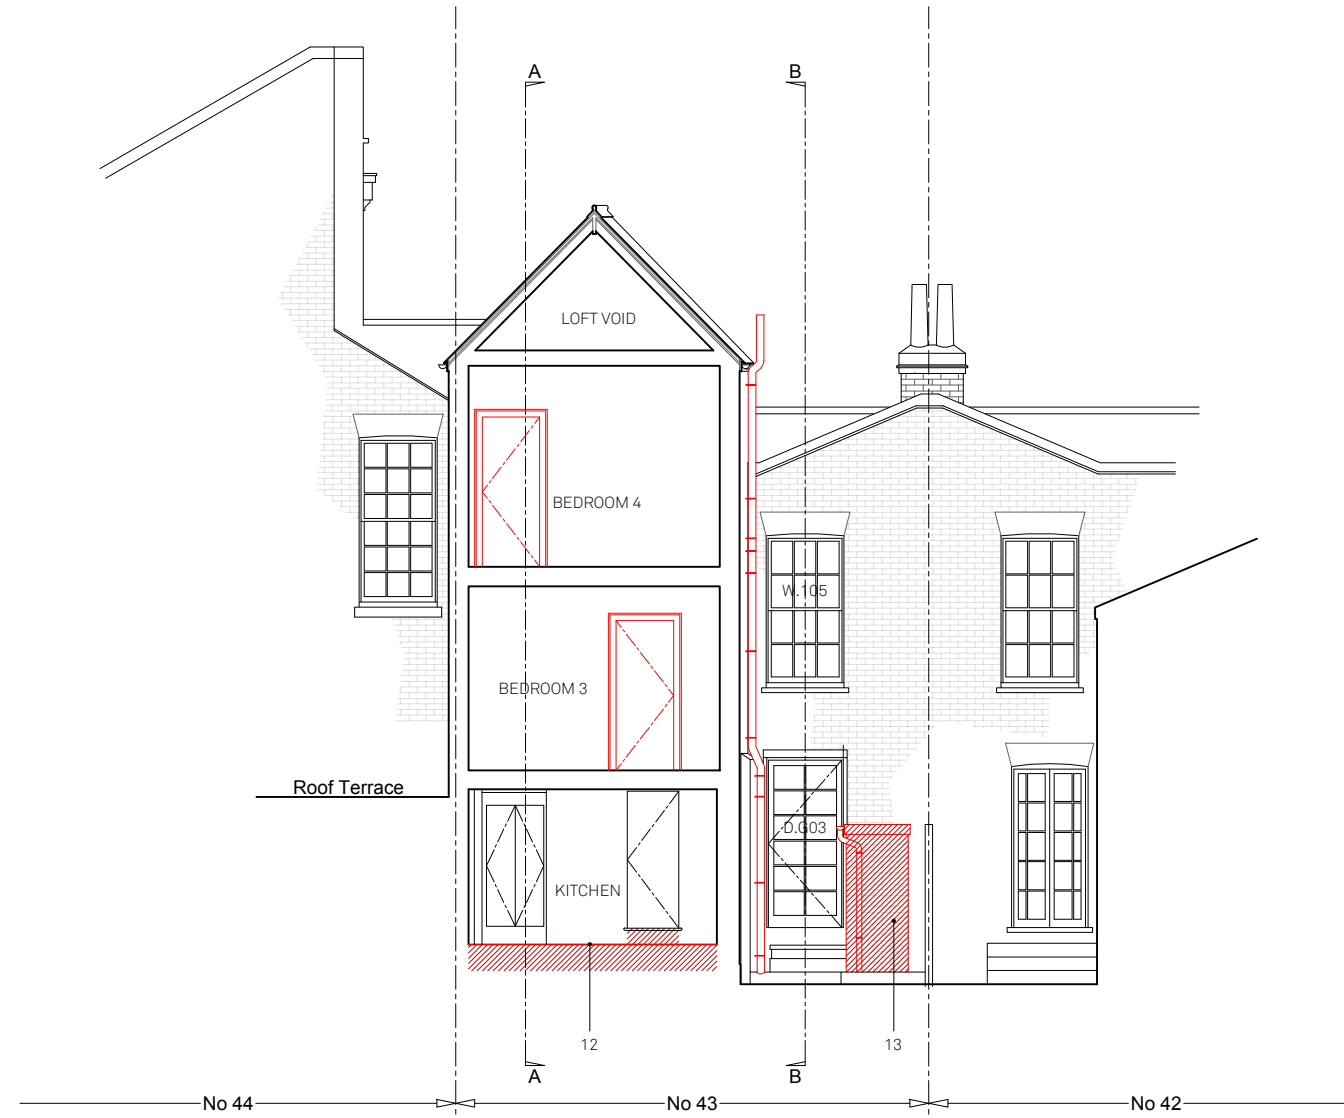 A
B
LOFT VOID
BEDROOM 4
W.105
BEDROOM 3
Roof Terrace
D.G03
KITCHEN
12
13
A
B
No 44
No 43
No 42